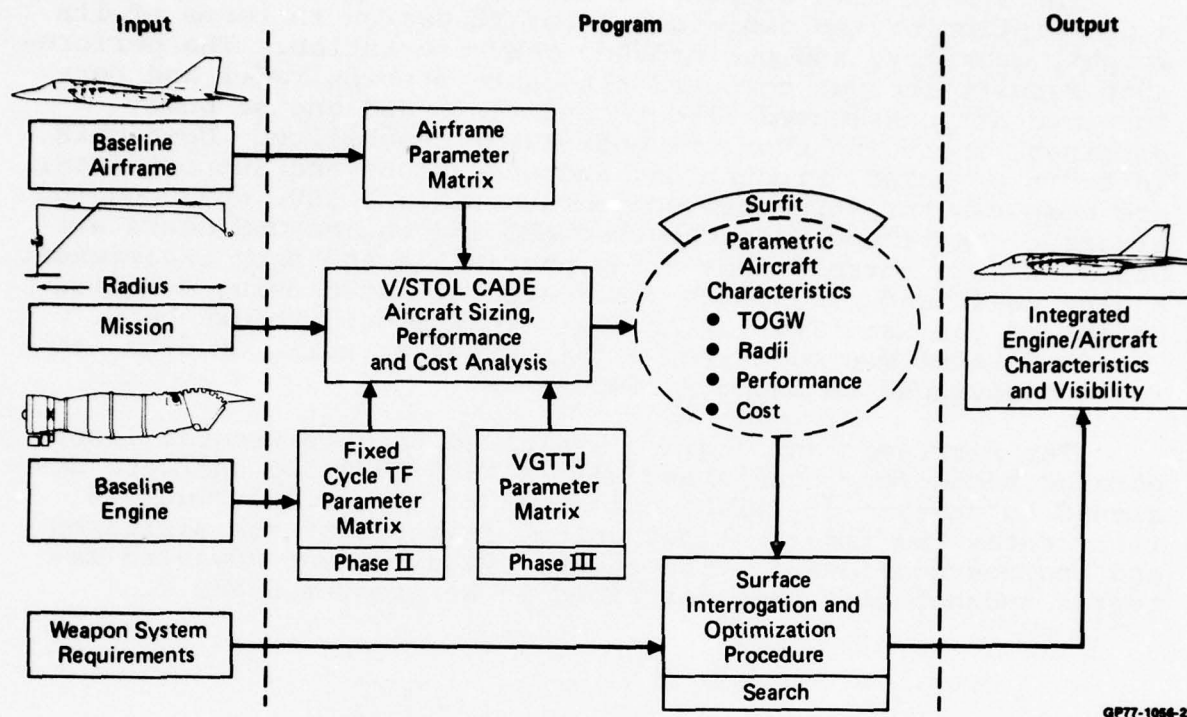 Input
Program
Output
Baseline
Airframe
Airframe
Parameter
Matrix
Radius
Mission
V/STOL CADE
Aircraft Sizing,
Performance
and Cost Analysis
Surfit
Parametric
Aircraft
Characteristics
● TOGW
● Radii
● Performance
● Cost
Integrated
Engine/Aircraft
Characteristics
and Visibility
Baseline
Engine
Fixed
Cycle TF
Parameter
Matrix
Phase II
VGTTJ
Parameter
Matrix
Phase III
Weapon System
Requirements
Surface
Interrogation and
Optimization
Procedure
Search
GP77-1056-2